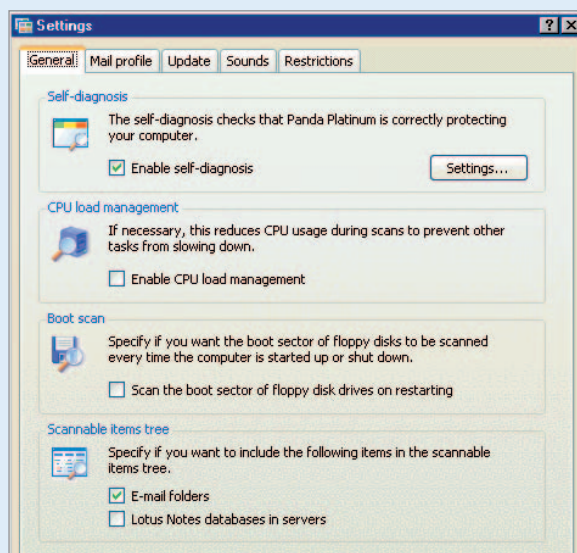 Settings
General Mail profile Update Sounds Restrictions
Self-diagnosis
The self-diagnosis checks that Panda Platinum is correctly protecting
your computer.
Enable self-diagnosis Settings...
CPU load management
If necessary, this reduces CPU usage during scans to prevent other
tasks from slowing down.
Enable CPU load management
Boot scan
Specify if you want the boot sector of floppy disks to be scanned
every time the computer is started up or shut down.
Scan the boot sector of floppy disk drives on restarting
Scannable items tree
Specify if you want to include the following items in the scannable
items tree.
E-mail folders
Lotus Notes databases in servers